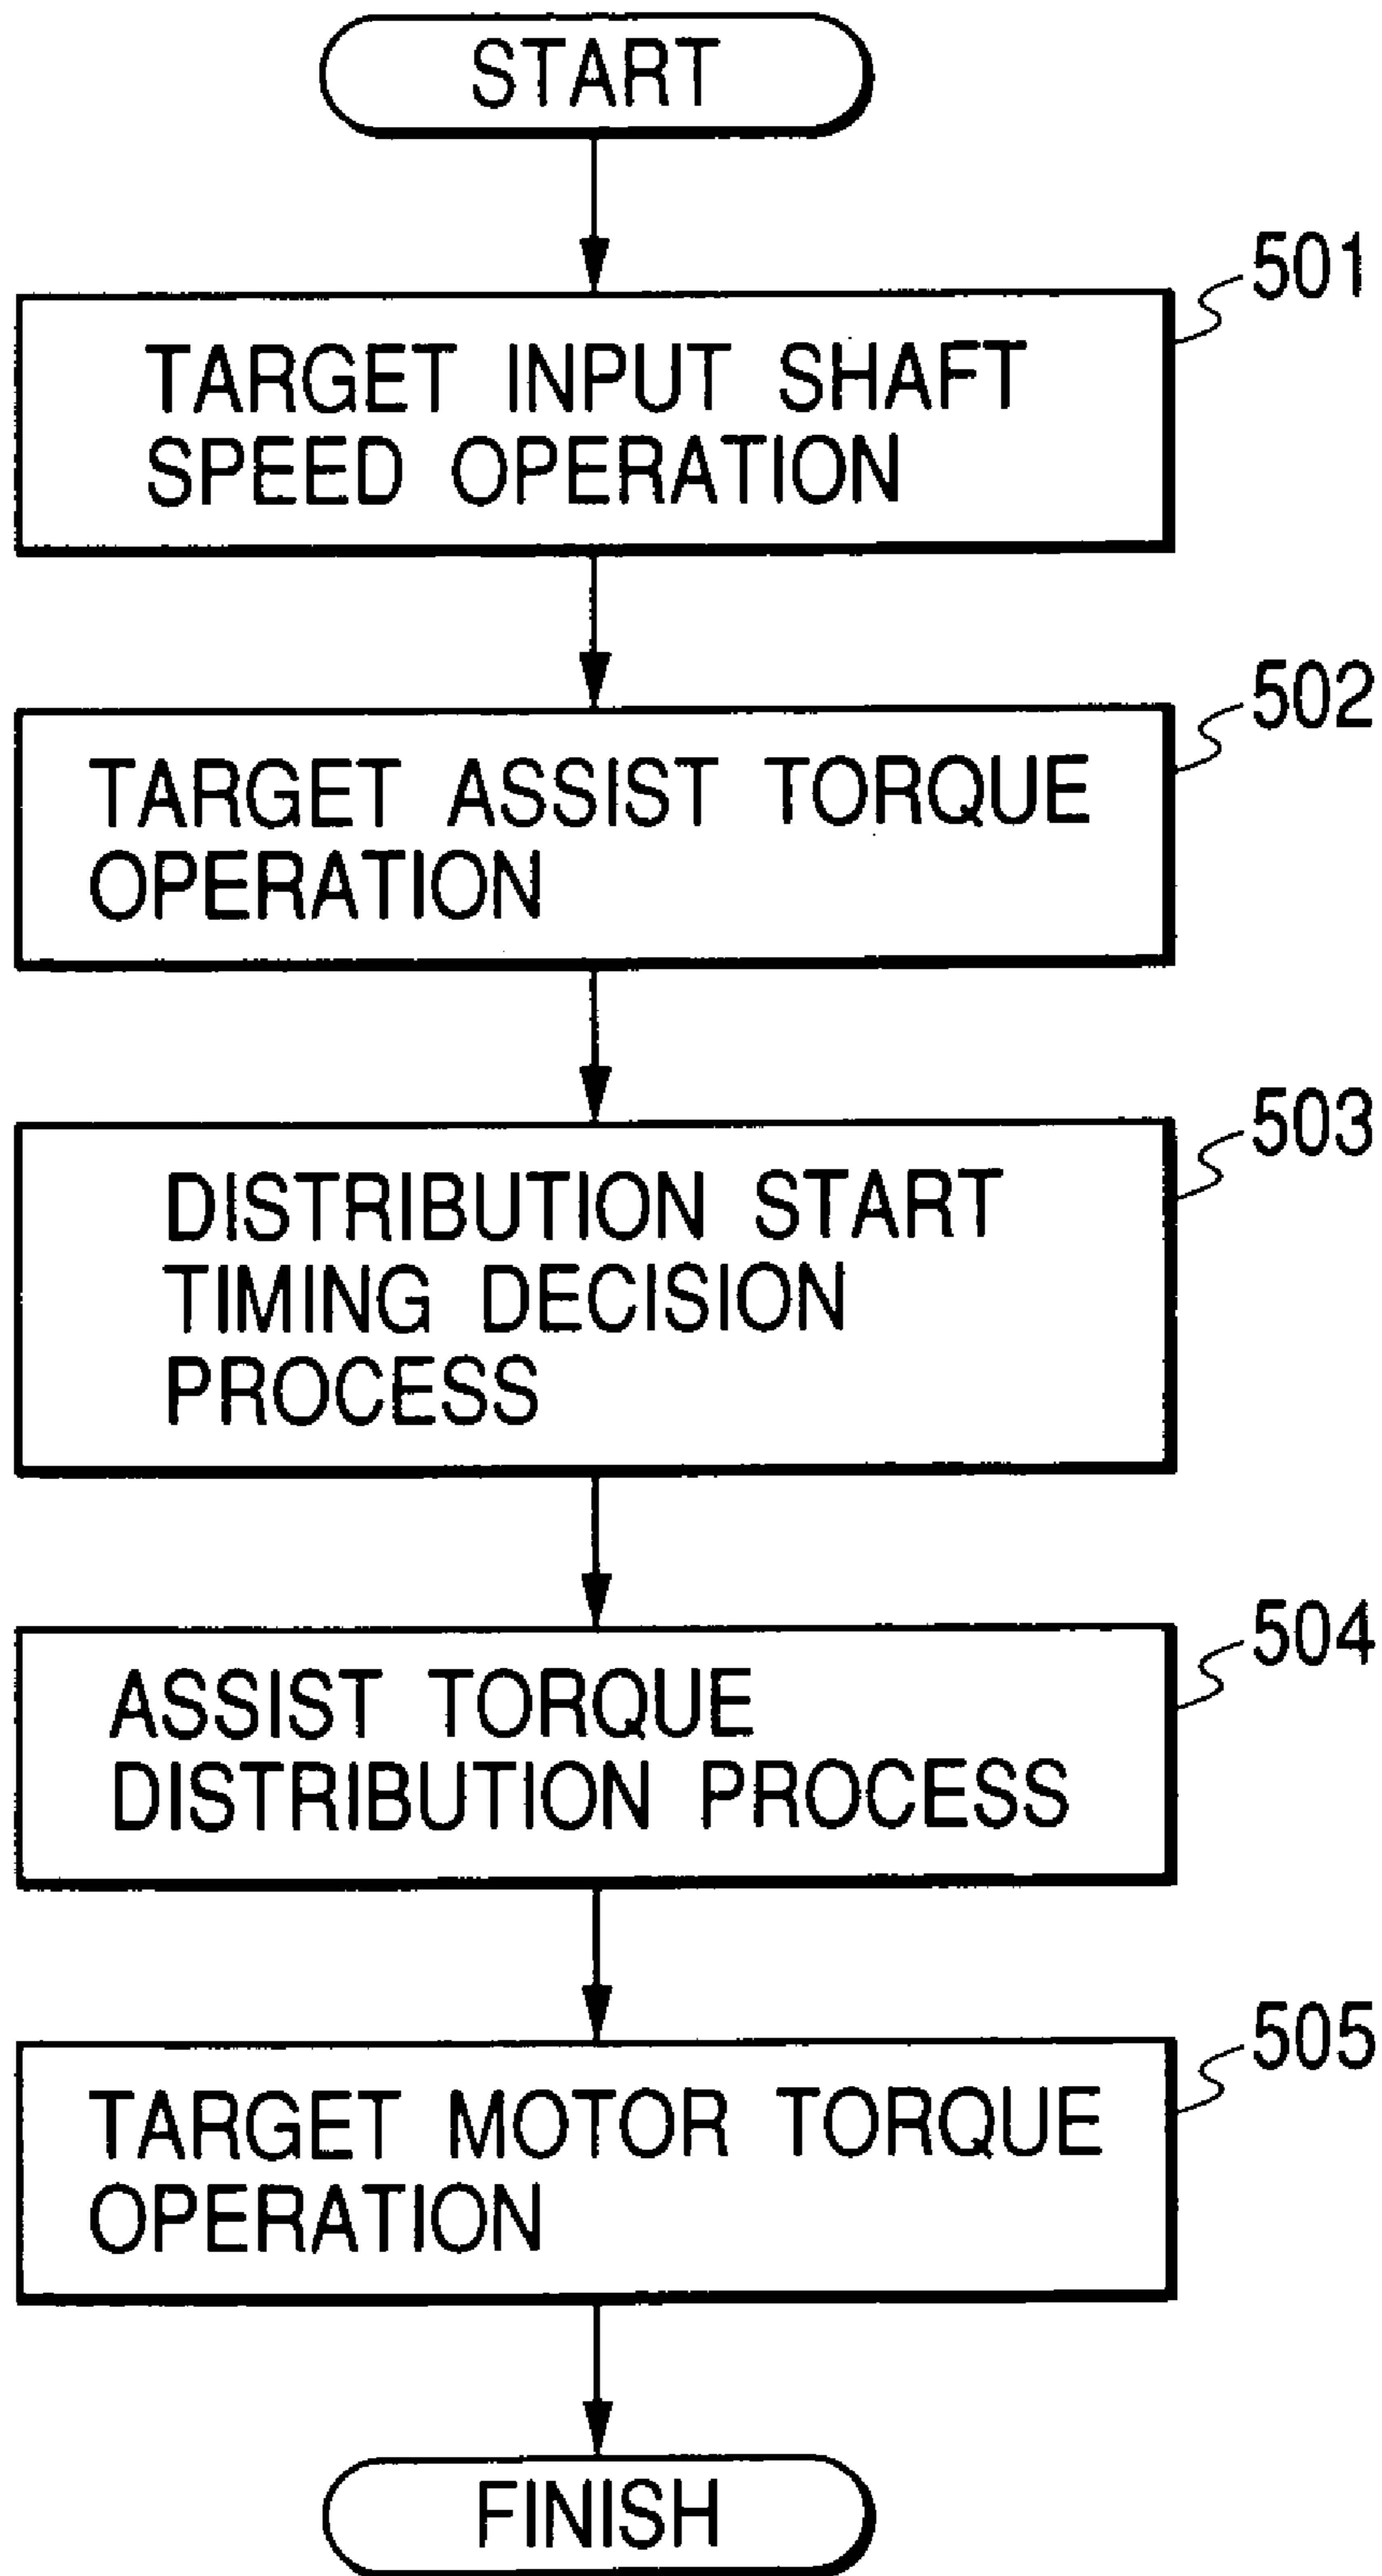 START
501
TARGET INPUT SHAFT
SPEED OPERATION
502
TARGET ASSIST TORQUE
OPERATION
503
DISTRIBUTION START
TIMING DECISION
PROCESS
504
ASSIST TORQUE
DISTRIBUTION PROCESS
505
TARGET MOTOR TORQUE
OPERATION
FINISH